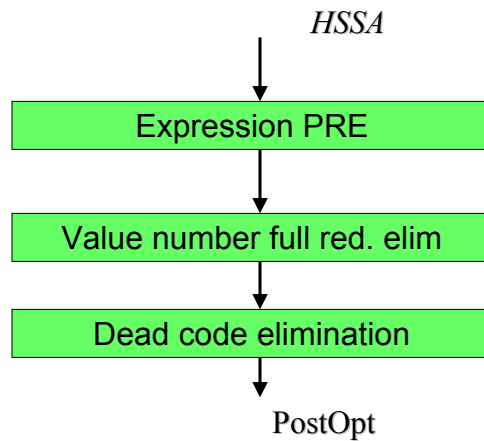 HSSA
Expression PRE
Value number full red. elim
Dead code elimination
PostOpt